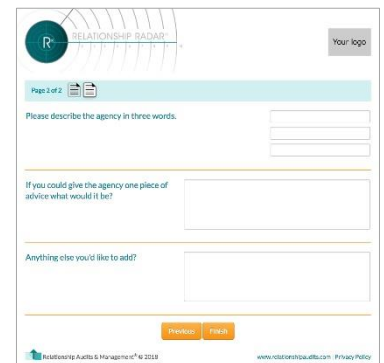 R
RELATIONSHIP RADAR
Your logo
Page 2 of 2
Please describe the agency in three words.
If you could give the agency one piece of
advice what would it be?
Anything else you'd like to add?
Previous Finish
Relationship Audits & Management® © 2018
www.relationshipaudits.com Privacy Policy